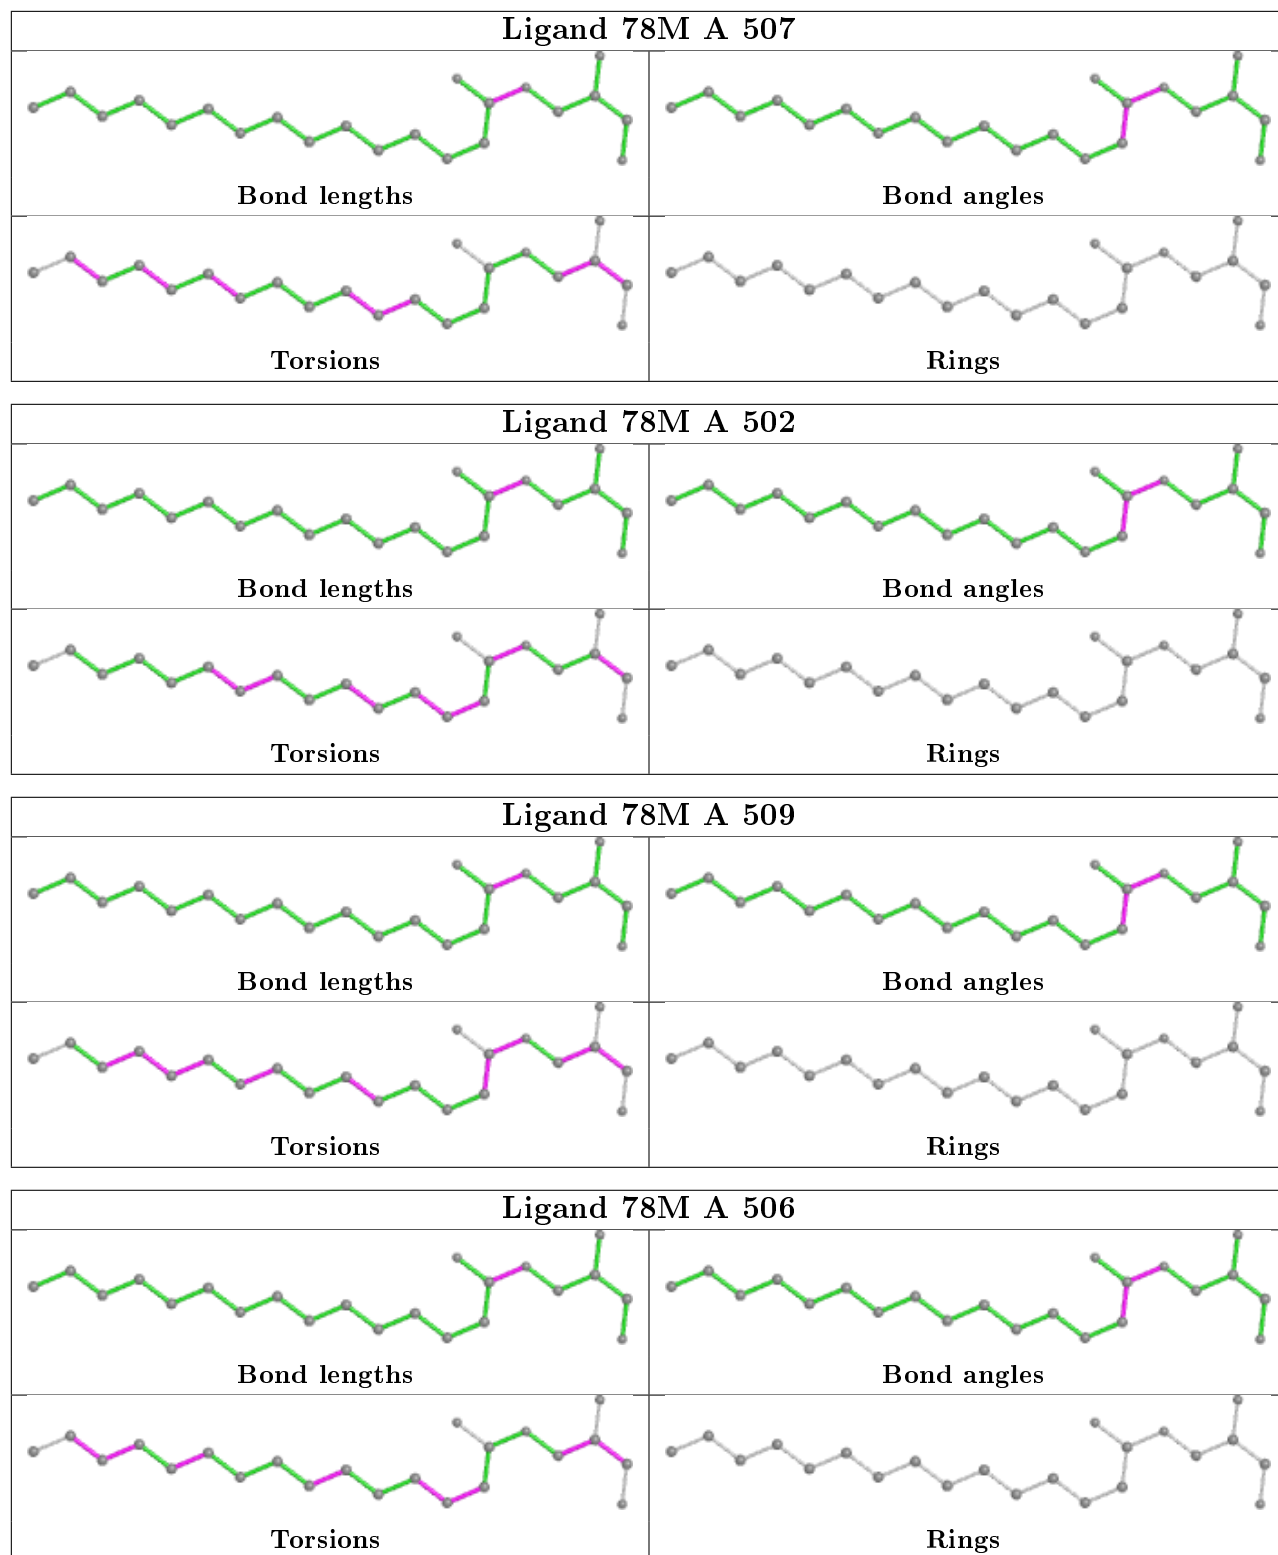 Ligand 78M A 507
Bond lengths
Bond angles
Torsions
Rings
Ligand 78M A 502
Bond lengths
Bond angles
Torsions
Rings
Ligand 78M A 509
Bond lengths
Bond angles
Torsions
Rings
Ligand 78M A 506
Bond lengths
Bond angles
Torsions
Rings